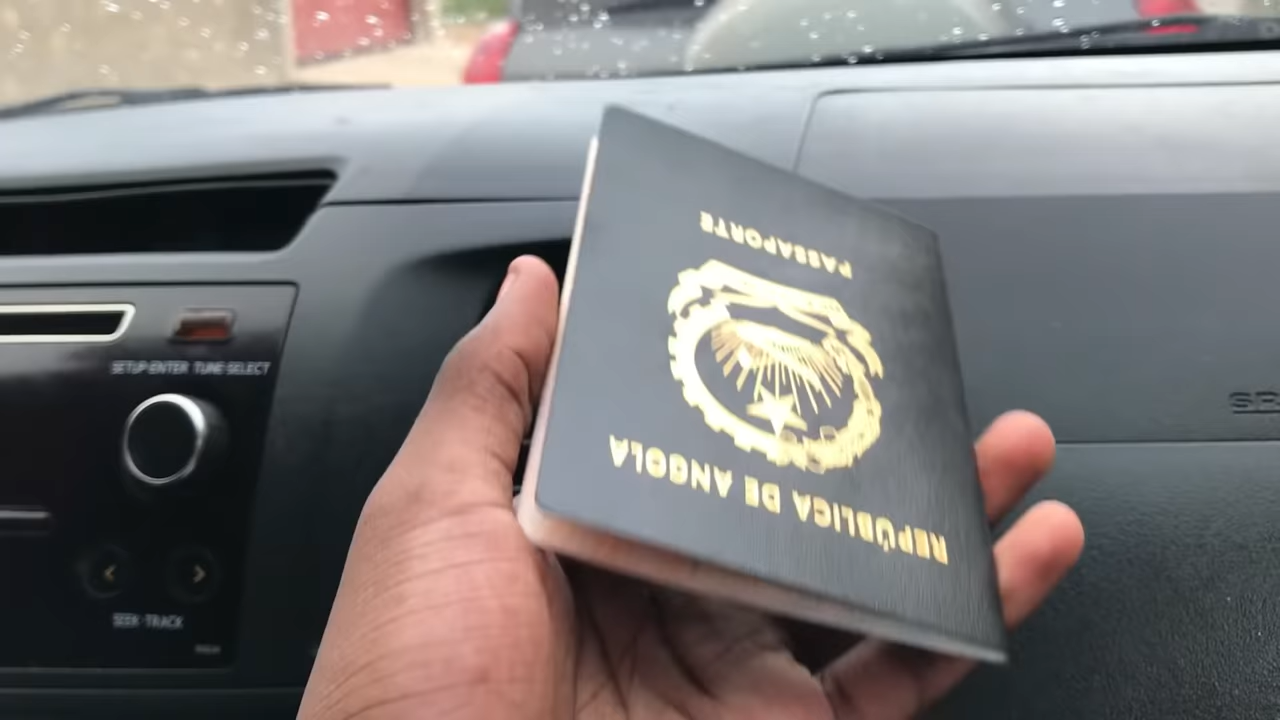 REPÚBLICA DE ANGOLA
PASSAPORTE
SETUP·ENTER TUNE·SELECT
<
>
SEEK·TRACK